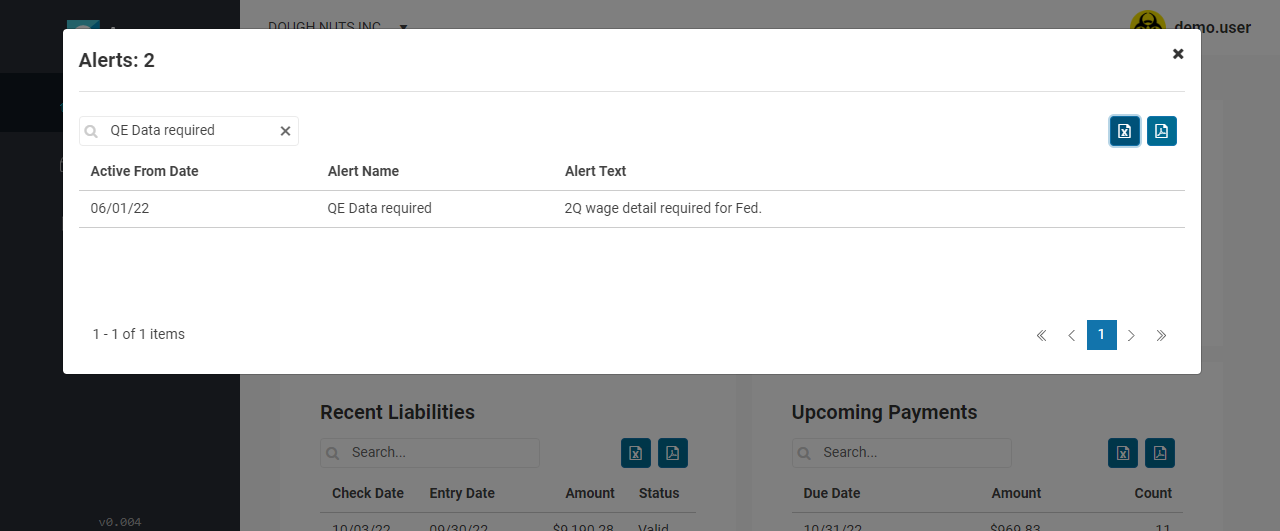 DOUGH NUTS INC
demo.user
Alerts: 2
QE Data required
Active From Date Alert Name Alert Text
06/01/22 QE Data required 2Q wage detail required for Fed.
1 - 1 of 1 items
1
Recent Liabilities
Upcoming Payments
Search...
Search...
Check Date Entry Date Amount Status
Due Date Amount Count
v0.004
10/03/22 09/30/22 $9,190.28 Valid
10/31/22 $969.83 11